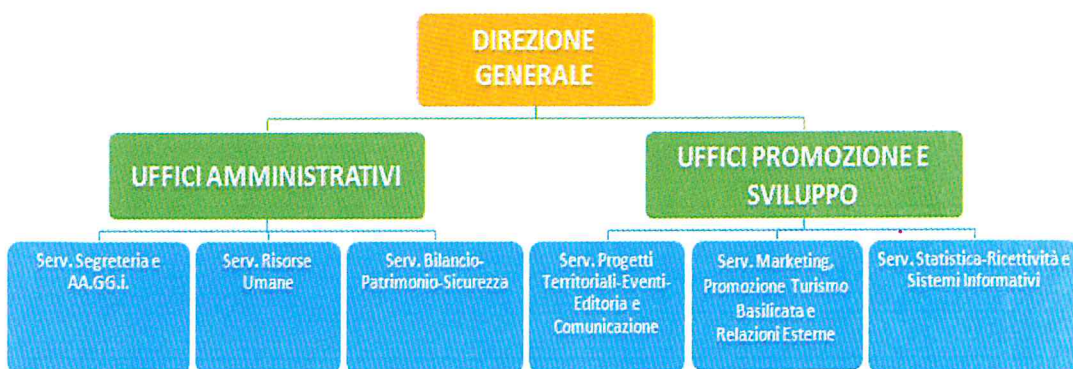 DIREZIONE
GENERALE
UFFICI AMMINISTRATIVI
UFFICI PROMOZIONE E
SVILUPPO
Serv. Segreteria e
AA.GG.i.
Serv. Risorse
Umane
Serv. Bilancio-
Patrimonio-Sicurezza
Serv. Progetti
Territoriali-Eventi-
Editoria e
Comunicazione
Serv. Marketing,
Promozione Turismo
Basilicata e
Relazioni Esterne
Serv. Statistica-Ricettività e
Sistemi Informativi